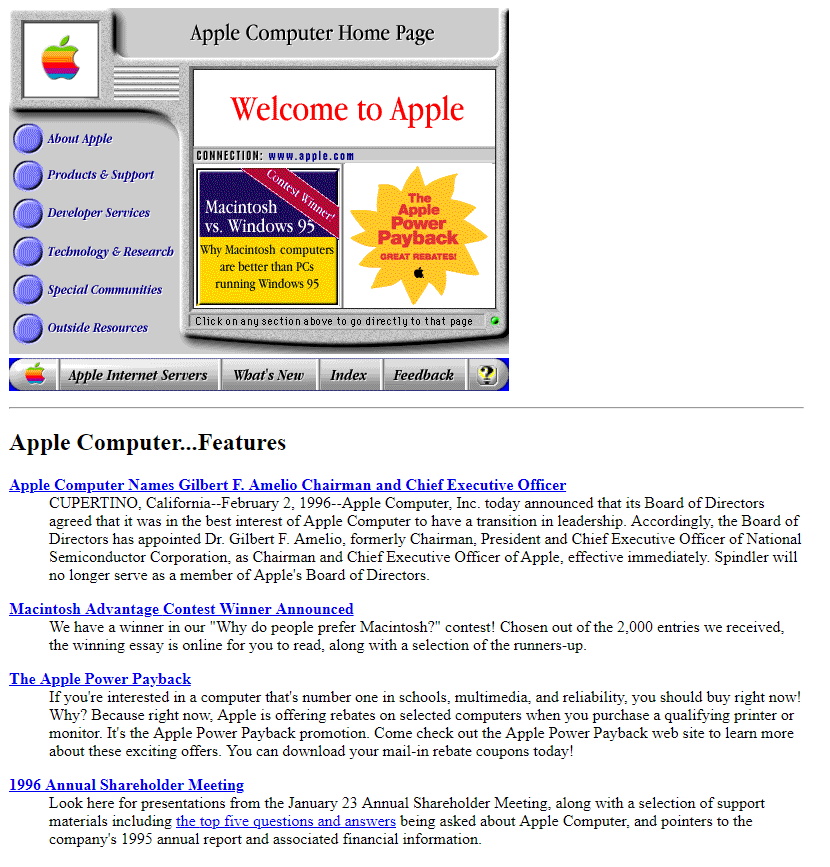 Apple Computer Home Page
Welcome to Apple
CONNECTION: www.apple.com
About Apple
Products & Support
Developer Services
Technology & Research
Special Communities
Outside Resources
Contest Winner!
Macintosh
vs. Windows 95
Why Macintosh computers
are better than PCs
running Windows 95
The
Apple
Power
Payback
GREAT REBATES!
Click on any section above to go directly to that page
Apple Internet Servers
What's New
Index
Feedback
?
Apple Computer...Features
Apple Computer Names Gilbert F. Amelio Chairman and Chief Executive Officer
CUPERTINO, California--February 2, 1996--Apple Computer, Inc. today announced that its Board of Directors
agreed that it was in the best interest of Apple Computer to have a transition in leadership. Accordingly, the Board of
Directors has appointed Dr. Gilbert F. Amelio, formerly Chairman, President and Chief Executive Officer of National
Semiconductor Corporation, as Chairman and Chief Executive Officer of Apple, effective immediately. Spindler will
no longer serve as a member of Apple's Board of Directors.
Macintosh Advantage Contest Winner Announced
We have a winner in our "Why do people prefer Macintosh?" contest! Chosen out of the 2,000 entries we received,
the winning essay is online for you to read, along with a selection of the runners-up.
The Apple Power Payback
If you're interested in a computer that's number one in schools, multimedia, and reliability, you should buy right now!
Why? Because right now, Apple is offering rebates on selected computers when you purchase a qualifying printer or
monitor. It's the Apple Power Payback promotion. Come check out the Apple Power Payback web site to learn more
about these exciting offers. You can download your mail-in rebate coupons today!
1996 Annual Shareholder Meeting
Look here for presentations from the January 23 Annual Shareholder Meeting, along with a selection of support
materials including the top five questions and answers being asked about Apple Computer, and pointers to the
company's 1995 annual report and associated financial information.